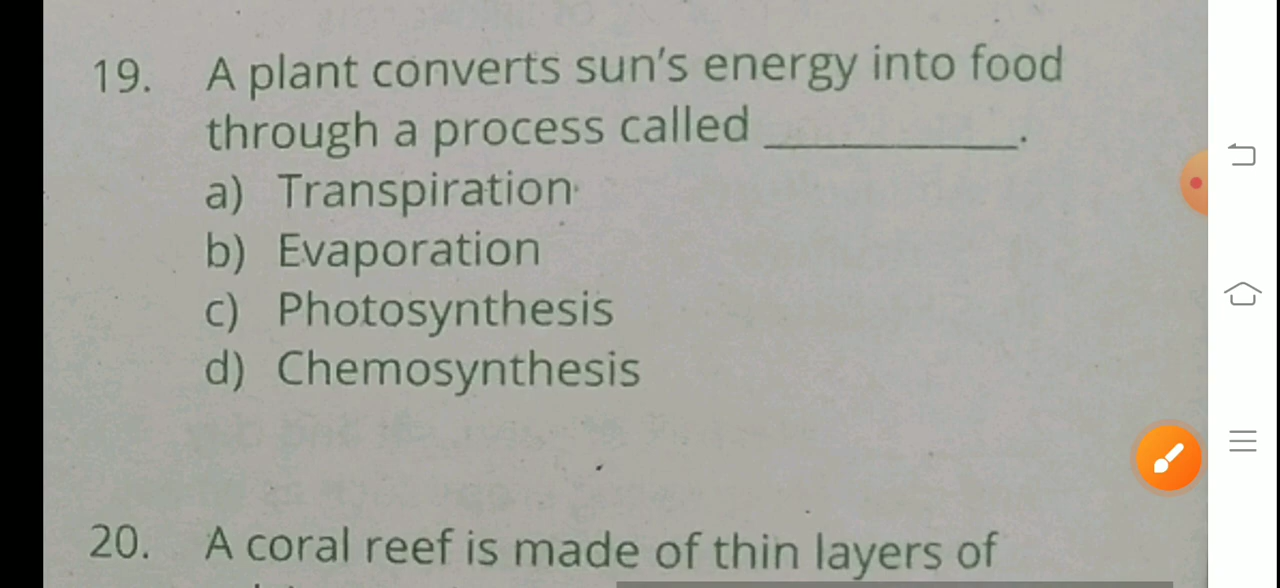 19. A plant converts sun's energy into food
through a process called __________.
a) Transpiration
b) Evaporation
c) Photosynthesis
d) Chemosynthesis
20. A coral reef is made of thin layers of